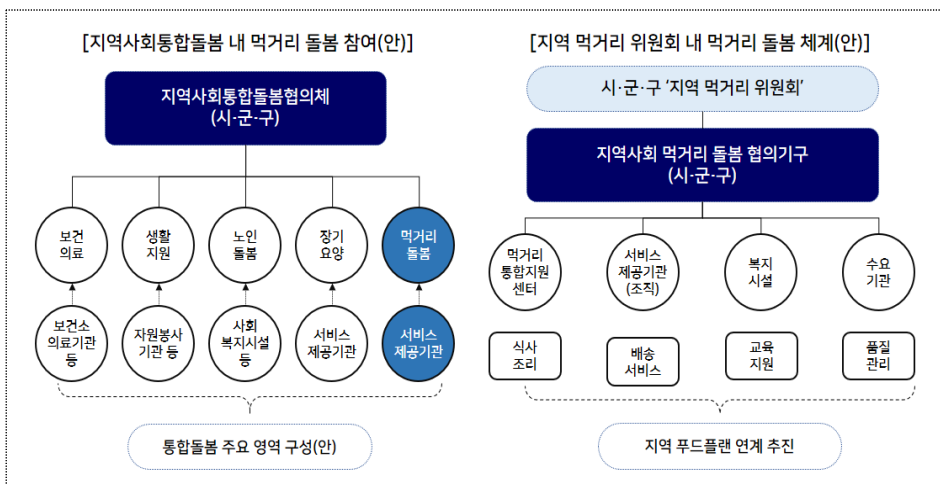 [지역사회통합돌봄 내 먹거리 돌봄 참여(안)]
지역사회통합돌봄협의체
(시·군·구)
보건
의료
생활
지원
노인
돌봄
장기
요양
먹거리
돌봄
보건소
의료기관
등
자원봉사
기관 등
사회
복지시설
등
서비스
제공기관
서비스
제공기관
통합돌봄 주요 영역 구성(안)
[지역 먹거리 위원회 내 먹거리 돌봄 체계(안)]
시·군·구 ‘지역 먹거리 위원회’
지역사회 먹거리 돌봄 협의기구
(시·군·구)
먹거리
통합지원
센터
서비스
제공기관
(조직)
복지
시설
수요
기관
식사
조리
배송
서비스
교육
지원
품질
관리
지역 푸드플랜 연계 추진